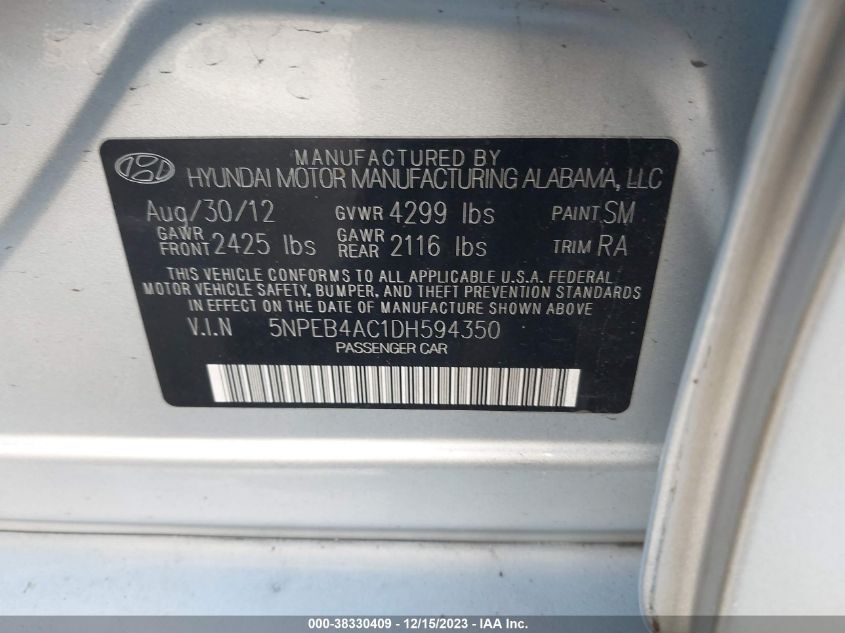 MANUFACTURED BY
HYUNDAI MOTOR MANUFACTURING ALABAMA, LLC
Aug/30/12 GVWR 4299 lbs PAINT SM
GAWR FRONT 2425 lbs GAWR REAR 2116 lbs TRIM RA
THIS VEHICLE CONFORMS TO ALL APPLICABLE U.S.A. FEDERAL
MOTOR VEHICLE SAFETY, BUMPER, AND THEFT PREVENTION STANDARDS
IN EFFECT ON THE DATE OF MANUFACTURE SHOWN ABOVE
V.I.N 5NPEB4AC1DH594350
PASSENGER CAR
000-38330409 - 12/15/2023 - IAA Inc.